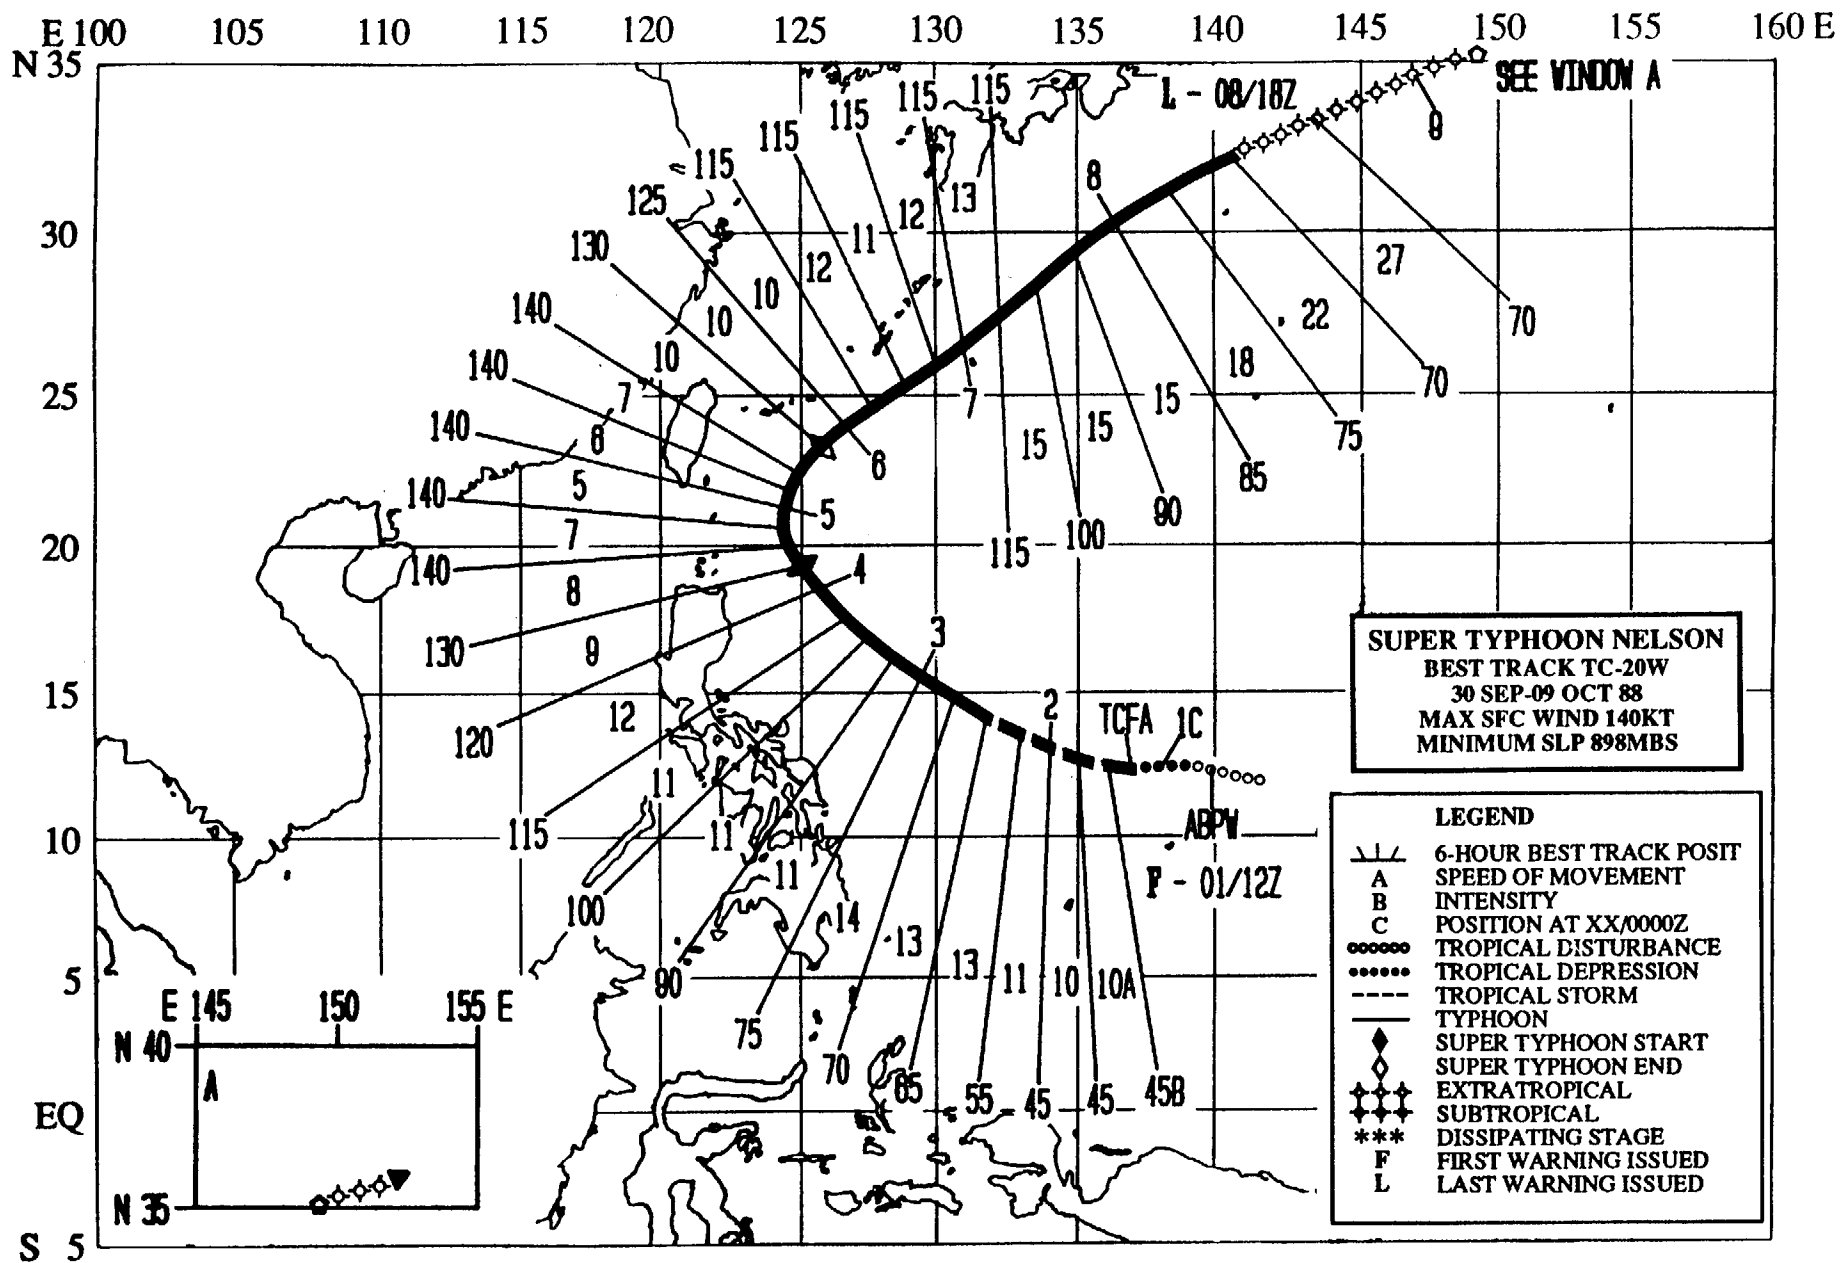 E 100 105 110 115 120 125 130 135 140 145 150 155 160 E
N 35
SEE WINDOW A
L - 08/18Z
9
115 115 115 115 115
125
130
140
140
140
140
140
130
120
115
100
90
75
70
65
55
45
45
45B
8
13
12
11
12
10
10
10
7
6
5
7
8
9
12
11
11
11
14
13
13
11
10
10A
30
27
22
18
15
15
15
70
70
75
85
90
100
115
7
6
5
4
3
2
TCFA
1C
ABPW
F - 01/12Z
25
20
15
10
5
EQ
S 5
SUPER TYPHOON NELSON
BEST TRACK TC-20W
30 SEP-09 OCT 88
MAX SFC WIND 140KT
MINIMUM SLP 898MBS
LEGEND
6-HOUR BEST TRACK POSIT
A SPEED OF MOVEMENT
B INTENSITY
C POSITION AT XX/0000Z
TROPICAL DISTURBANCE
TROPICAL DEPRESSION
TROPICAL STORM
TYPHOON
SUPER TYPHOON START
SUPER TYPHOON END
EXTRATROPICAL
SUBTROPICAL
*** DISSIPATING STAGE
F FIRST WARNING ISSUED
L LAST WARNING ISSUED
E 145 150 155 E
N 40
A
N 35